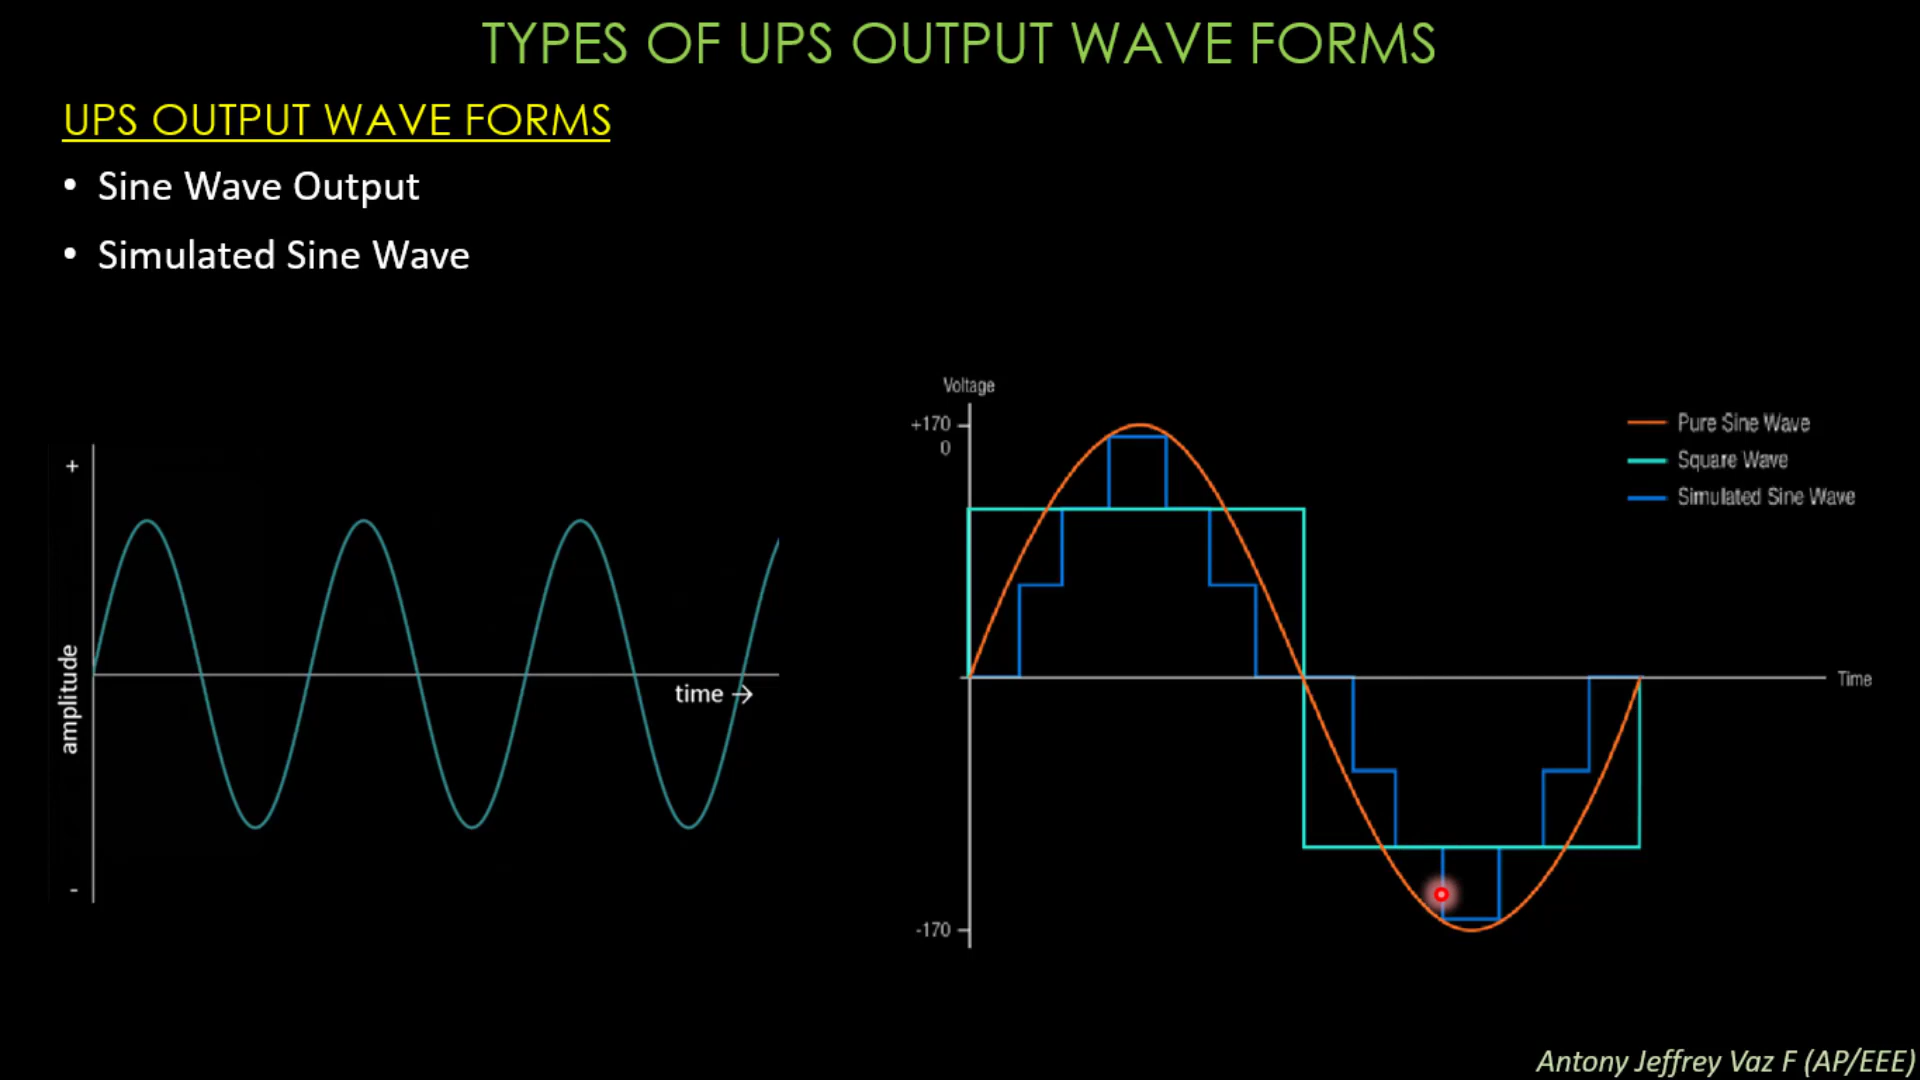 TYPES OF UPS OUTPUT WAVE FORMS
UPS OUTPUT WAVE FORMS
• Sine Wave Output
• Simulated Sine Wave
+
amplitude
time →
-
Voltage
+170
0
-170
Time
Pure Sine Wave
Square Wave
Simulated Sine Wave
Antony Jeffrey Vaz F (AP/EEE)